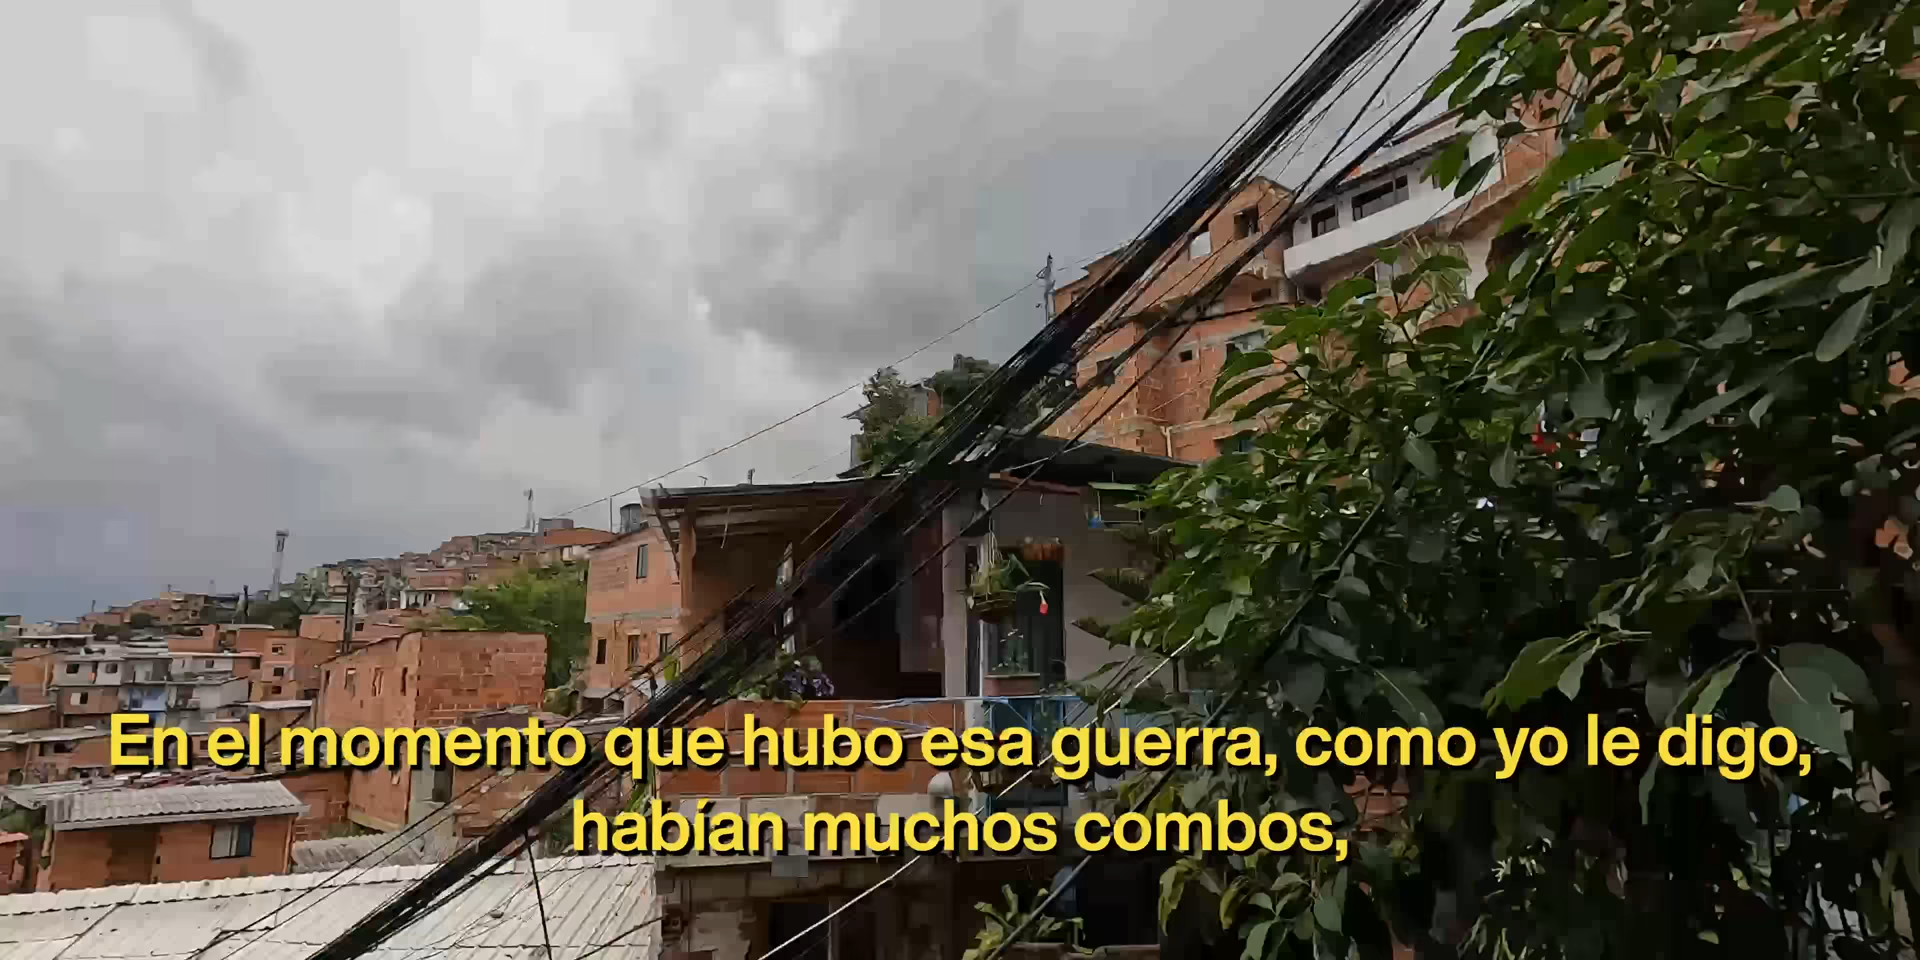 En el momento que hubo esa guerra, como yo le digo,
habían muchos combos,